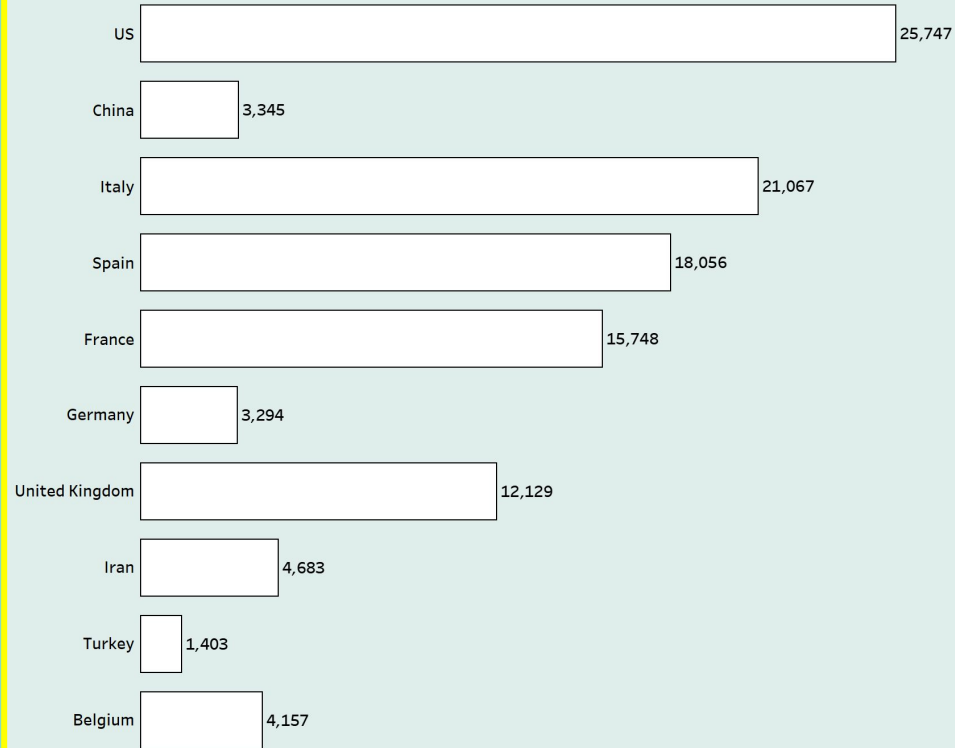 US 25,747
China 3,345
Italy 21,067
Spain 18,056
France 15,748
Germany 3,294
United Kingdom 12,129
Iran 4,683
Turkey 1,403
Belgium 4,157